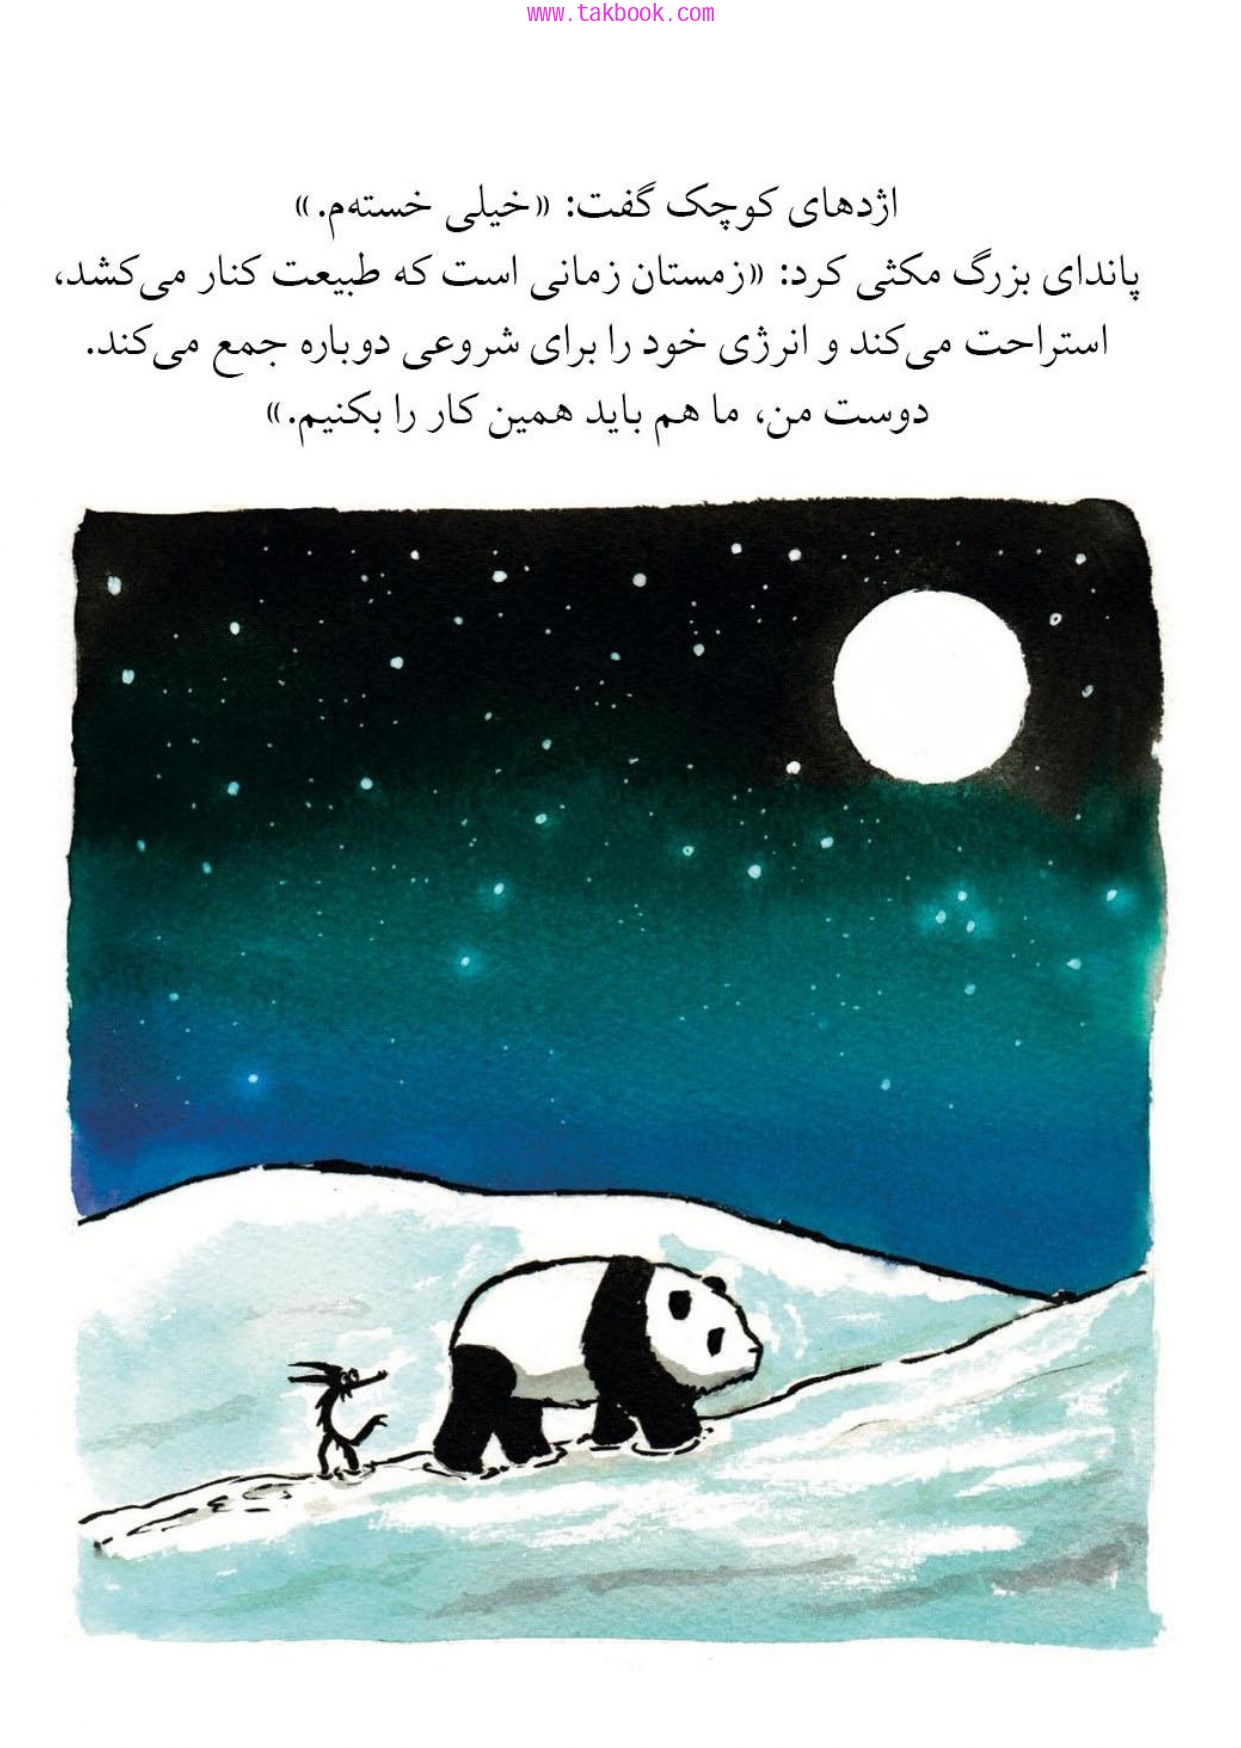 www.takbook.com
اژدهای کوچک گفت: «خیلی خسته‌م.»
پاندای بزرگ مکثی کرد: «زمستان زمانی است که طبیعت کنار می‌کشد،
استراحت می‌کند و انرژی خود را برای شروعی دوباره جمع می‌کند.
دوست من، ما هم باید همین کار را بکنیم.»